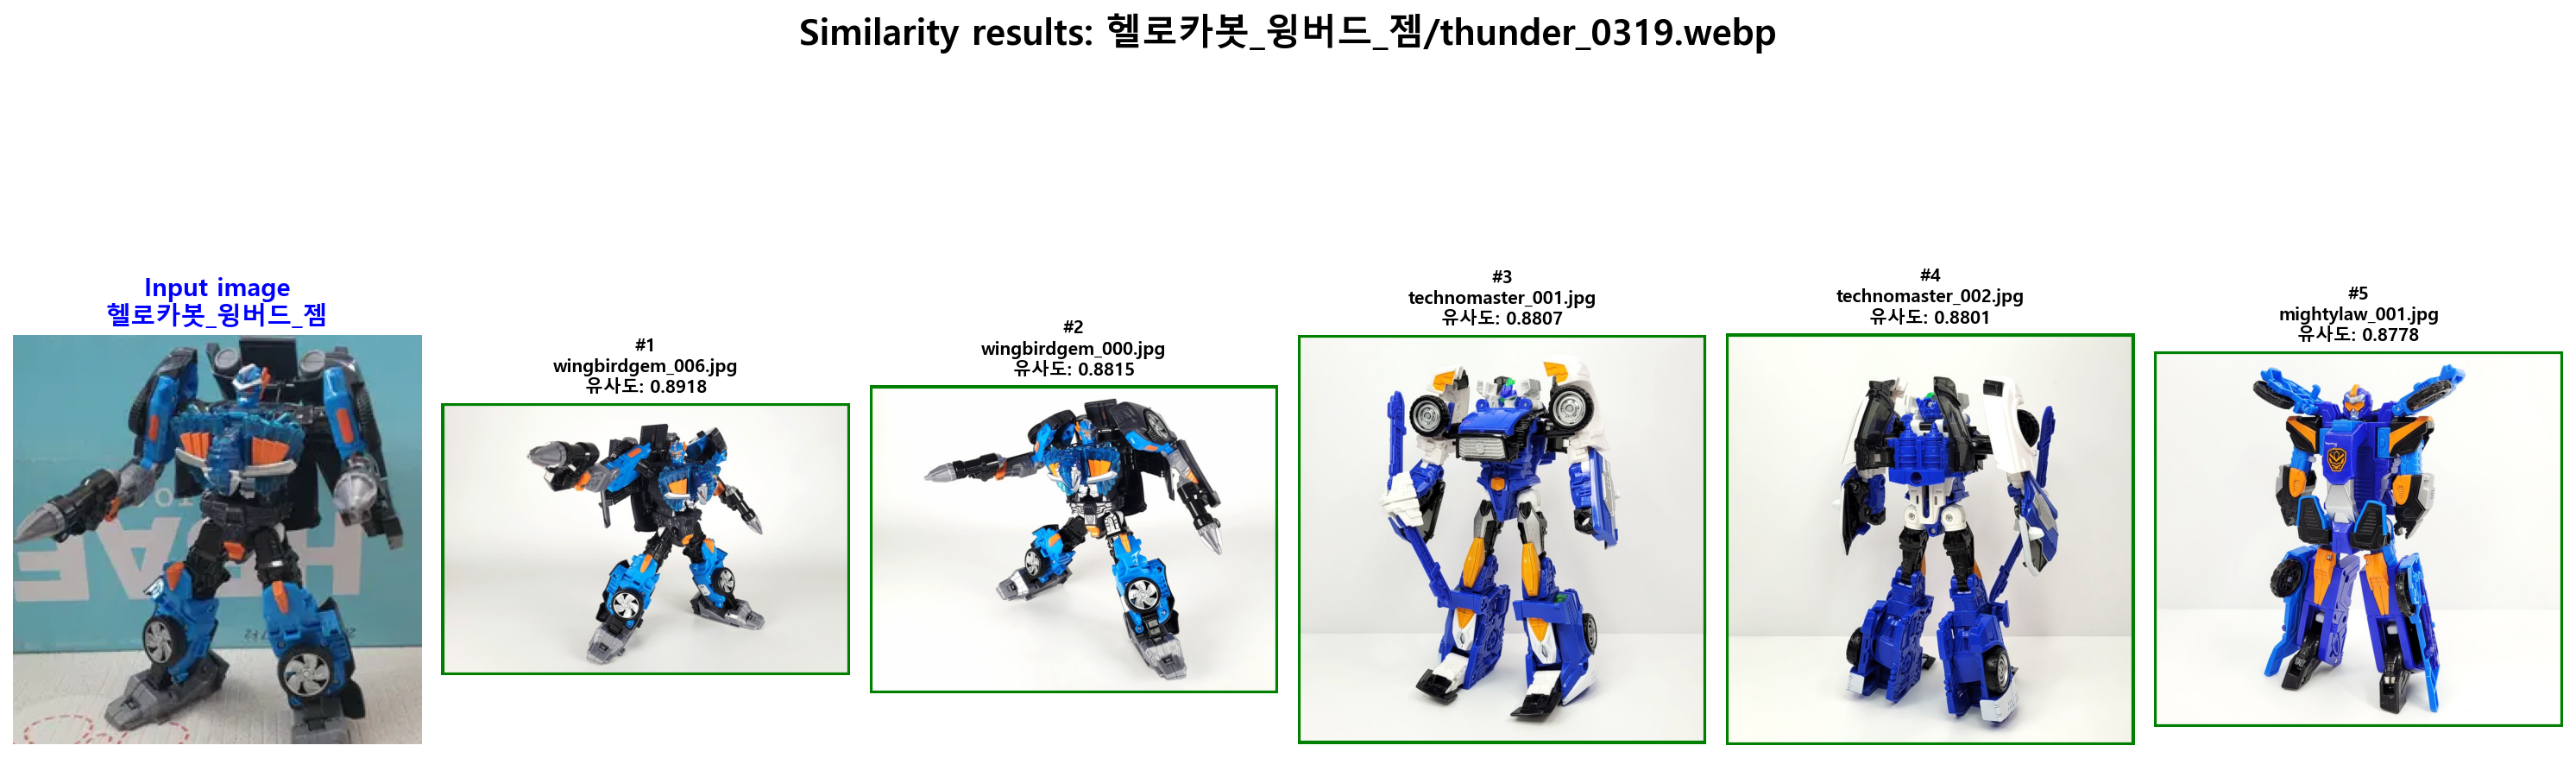 Similarity results: 헬로카봇_윙버드_젬/thunder_0319.webp
Input image
헬로카봇_윙버드_젬
#1
wingbirdgem_006.jpg
유사도: 0.8918
#2
wingbirdgem_000.jpg
유사도: 0.8815
#3
technomaster_001.jpg
유사도: 0.8807
#4
technomaster_002.jpg
유사도: 0.8801
#5
mightylaw_001.jpg
유사도: 0.8778